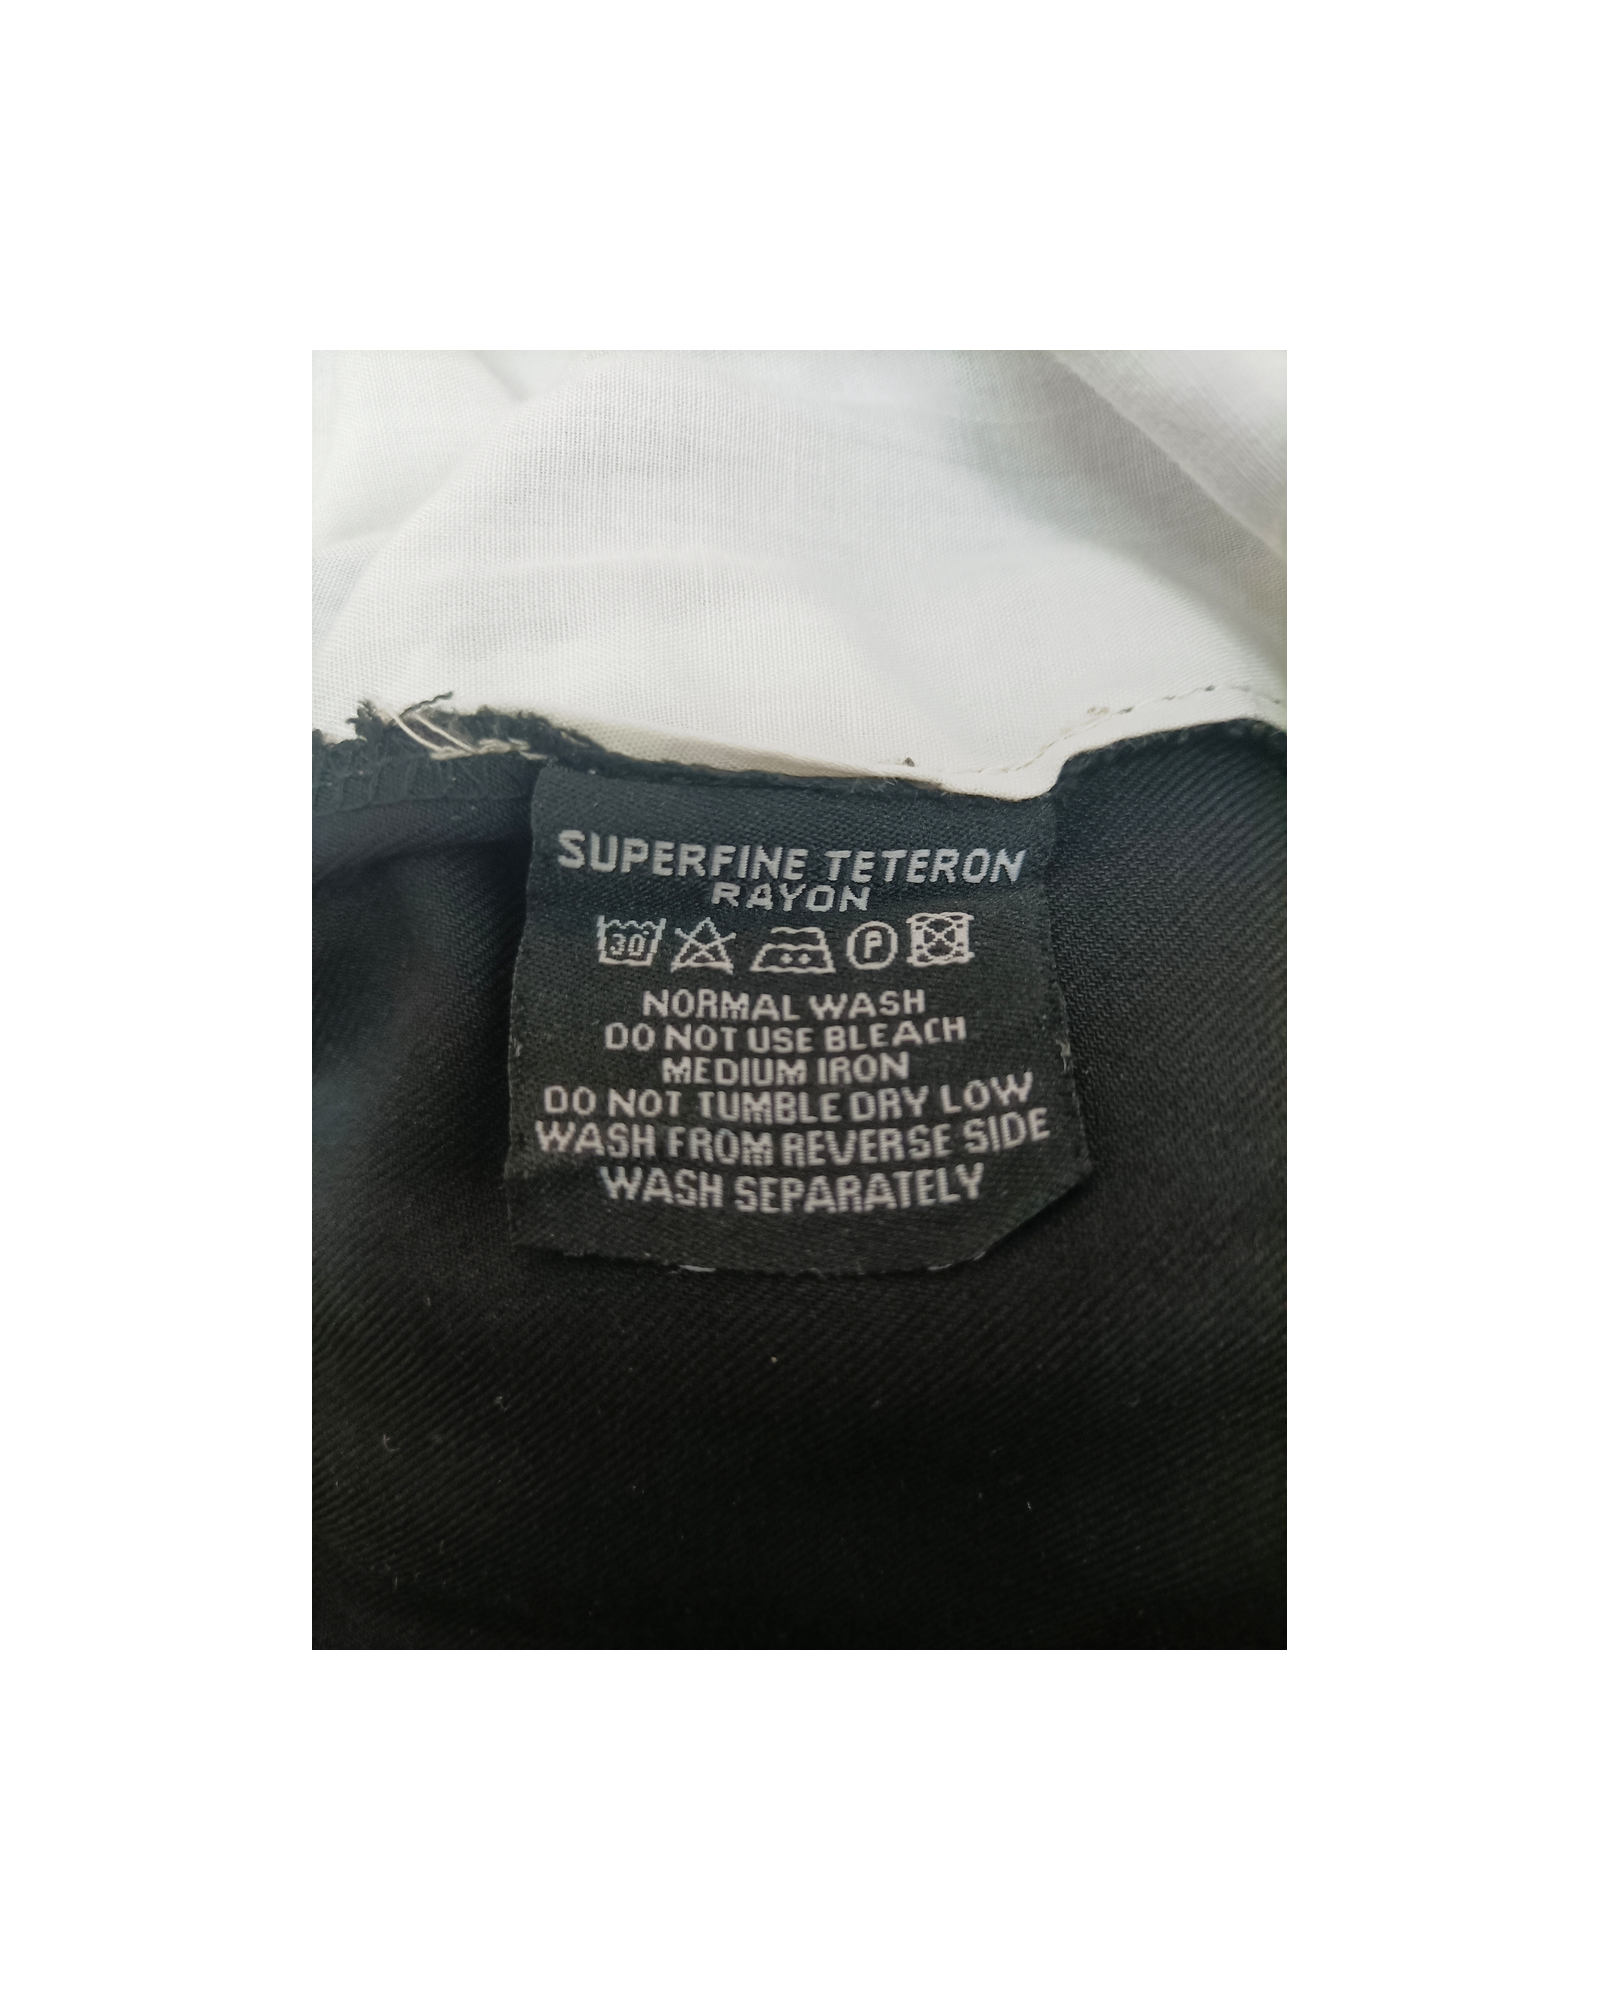 SUPERFINE TETERON
RAYON
30 P
NORMAL WASH
DO NOT USE BLEACH
MEDIUM IRON
DO NOT TUMBLE DRY LOW
WASH FROM REVERSE SIDE
WASH SEPARATELY